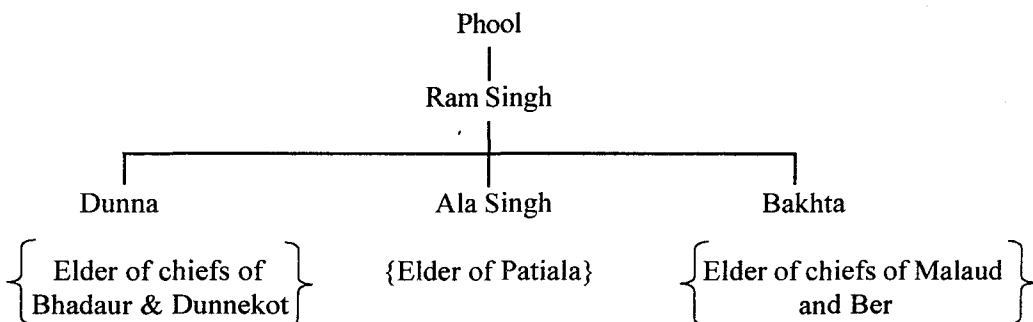 Phool
Ram Singh
Dunna Ala Singh Bakhta
{Elder of chiefs of Bhadaur & Dunnekot} {Elder of Patiala} {Elder of chiefs of Malaud and Ber}